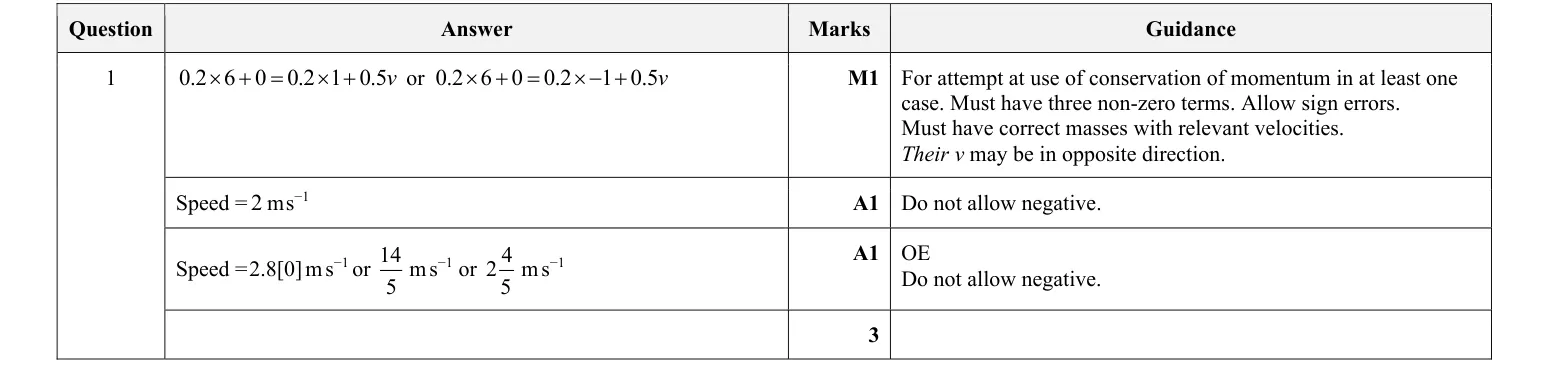 Question Answer Marks Guidance
1 0.2×6+0=0.2×1+0.5v or 0.2×6+0=0.2×−1+0.5v M1 For attempt at use of conservation of momentum in at least one
case. Must have three non-zero terms. Allow sign errors.
Must have correct masses with relevant velocities.
Their v may be in opposite direction.
Speed = 2 ms⁻¹ A1 Do not allow negative.
Speed =2.8[0] m s⁻¹ or 14/5 m s⁻¹ or 2 4/5 m s⁻¹ A1 OE
Do not allow negative.
3